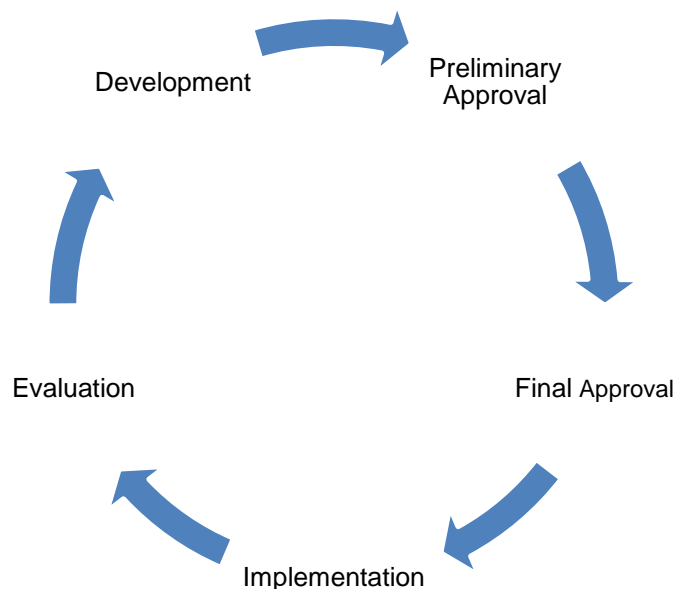 Development
Preliminary
Approval
Final Approval
Implementation
Evaluation